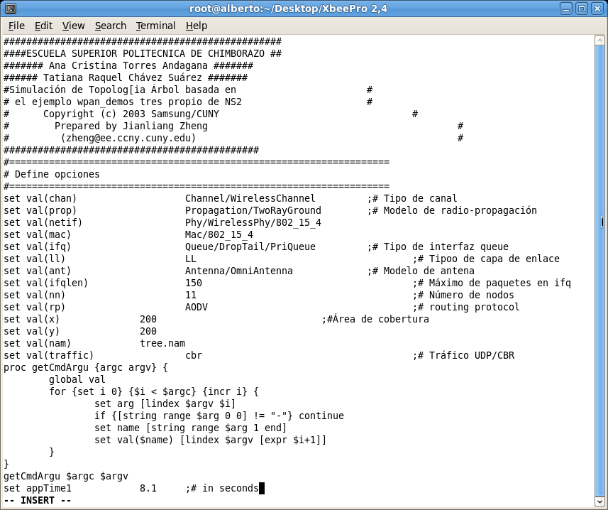 root@alberto:~/Desktop/XbeePro 2,4
File Edit View Search Terminal Help
#################################################
####ESCUELA SUPERIOR POLITECNICA DE CHIMBORAZO ##
####### Ana Cristina Torres Andagana #######
###### Tatiana Raquel Chávez Suárez #######
#Simulación de Topolog[ia Árbol basada en #
# el ejemplo wpan_demos tres propio de NS2 #
# Copyright (c) 2003 Samsung/CUNY #
# Prepared by Jianliang Zheng #
# (zheng@ee.ccny.cuny.edu) #
#############################################
#===================================================================
# Define opciones
#===================================================================
set val(chan) Channel/WirelessChannel ;# Tipo de canal
set val(prop) Propagation/TwoRayGround ;# Modelo de radio-propagación
set val(netif) Phy/WirelessPhy/802_15_4
set val(mac) Mac/802_15_4
set val(ifq) Queue/DropTail/PriQueue ;# Tipo de interfaz queue
set val(ll) LL ;# Tipoo de capa de enlace
set val(ant) Antenna/OmniAntenna ;# Modelo de antena
set val(ifqlen) 150 ;# Máximo de paquetes en ifq
set val(nn) 11 ;# Número de nodos
set val(rp) AODV ;# routing protocol
set val(x) 200 ;#Área de cobertura
set val(y) 200
set val(nam) tree.nam
set val(traffic) cbr ;# Tráfico UDP/CBR
proc getCmdArgu {argc argv} {
global val
for {set i 0} {$i < $argc} {incr i} {
set arg [lindex $argv $i]
if {[string range $arg 0 0] != "-"} continue
set name [string range $arg 1 end]
set val($name) [lindex $argv [expr $i+1]]
}
}
getCmdArgu $argc $argv
set appTime1 8.1 ;# in seconds
-- INSERT --